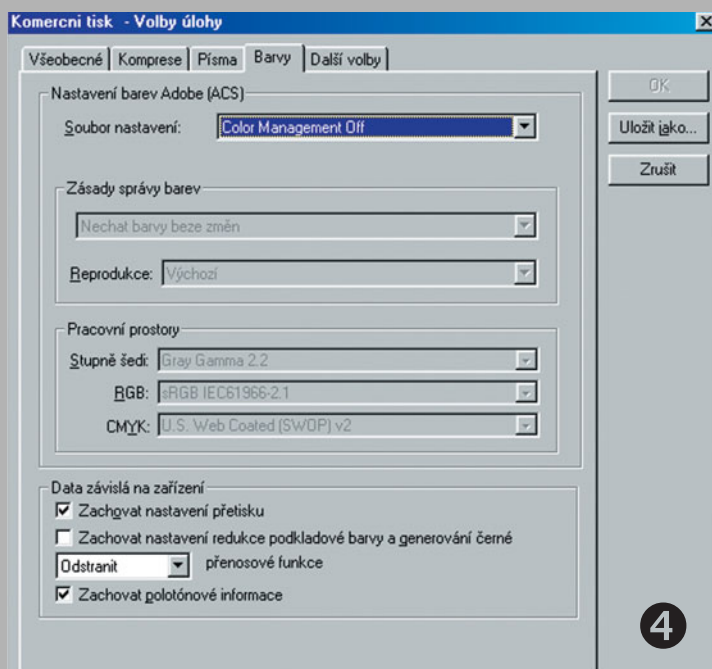 Komercni tisk - Volby úlohy
Všeobecné Komprese Písma Barvy Další volby
OK
Nastavení barev Adobe (ACS)
Soubor nastavení: Color Management Off
Uložit jako...
Zrušit
Zásady správy barev
Nechat barvy beze změn
Reprodukce: Výchozí
Pracovní prostory
Stupně šedi: Gray Gamma 2.2
RGB: sRGB IEC61966-2.1
CMYK: U.S. Web Coated (SWOP) v2
Data závislá na zařízení
Zachovat nastavení přetisku
Zachovat nastavení redukce podkladové barvy a generování černé
Odstranit přenosové funkce
Zachovat polotónové informace
4